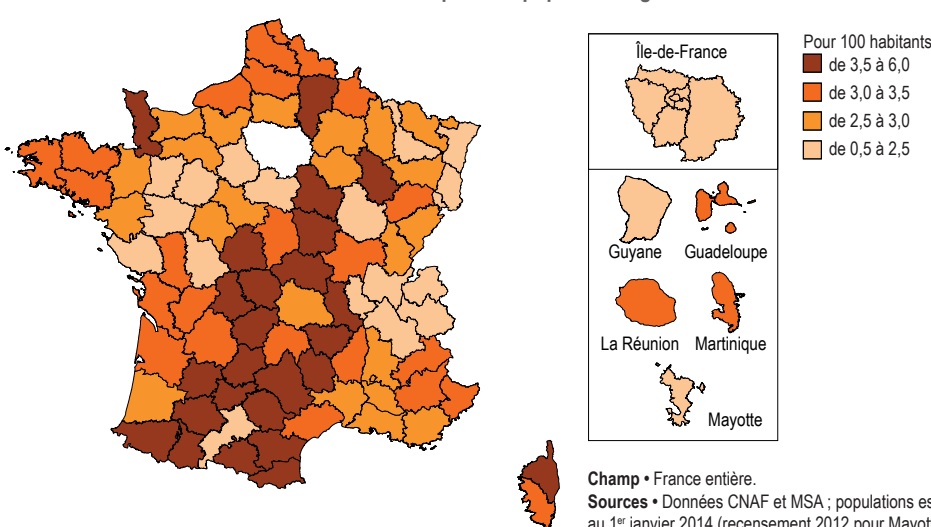 Île-de-France
Pour 100 habitants
de 3,5 à 6,0
de 3,0 à 3,5
de 2,5 à 3,0
de 0,5 à 2,5
Guyane
Guadeloupe
La Réunion
Martinique
Mayotte
Champ • France entière.
Sources • Données CNAF et MSA ; populations es
au 1er janvier 2014 (recensement 2012 pour Mayot